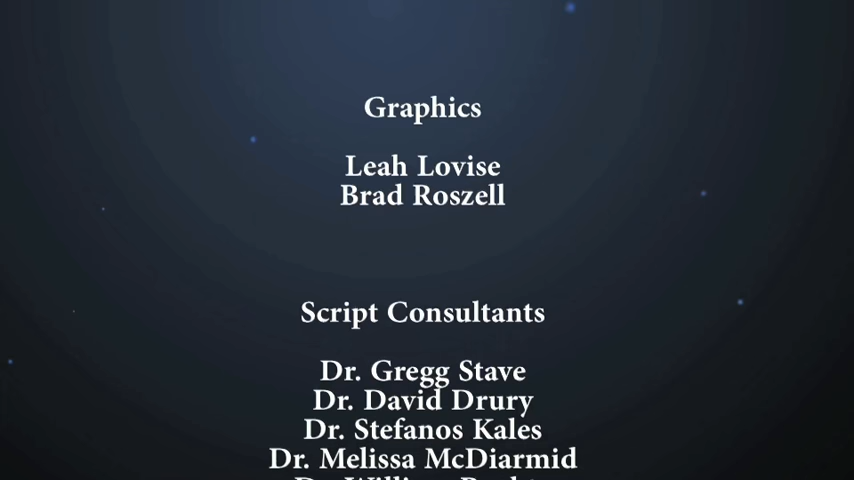 Graphics
Leah Lovise
Brad Roszell
Script Consultants
Dr. Gregg Stave
Dr. David Drury
Dr. Stefanos Kales
Dr. Melissa McDiarmid